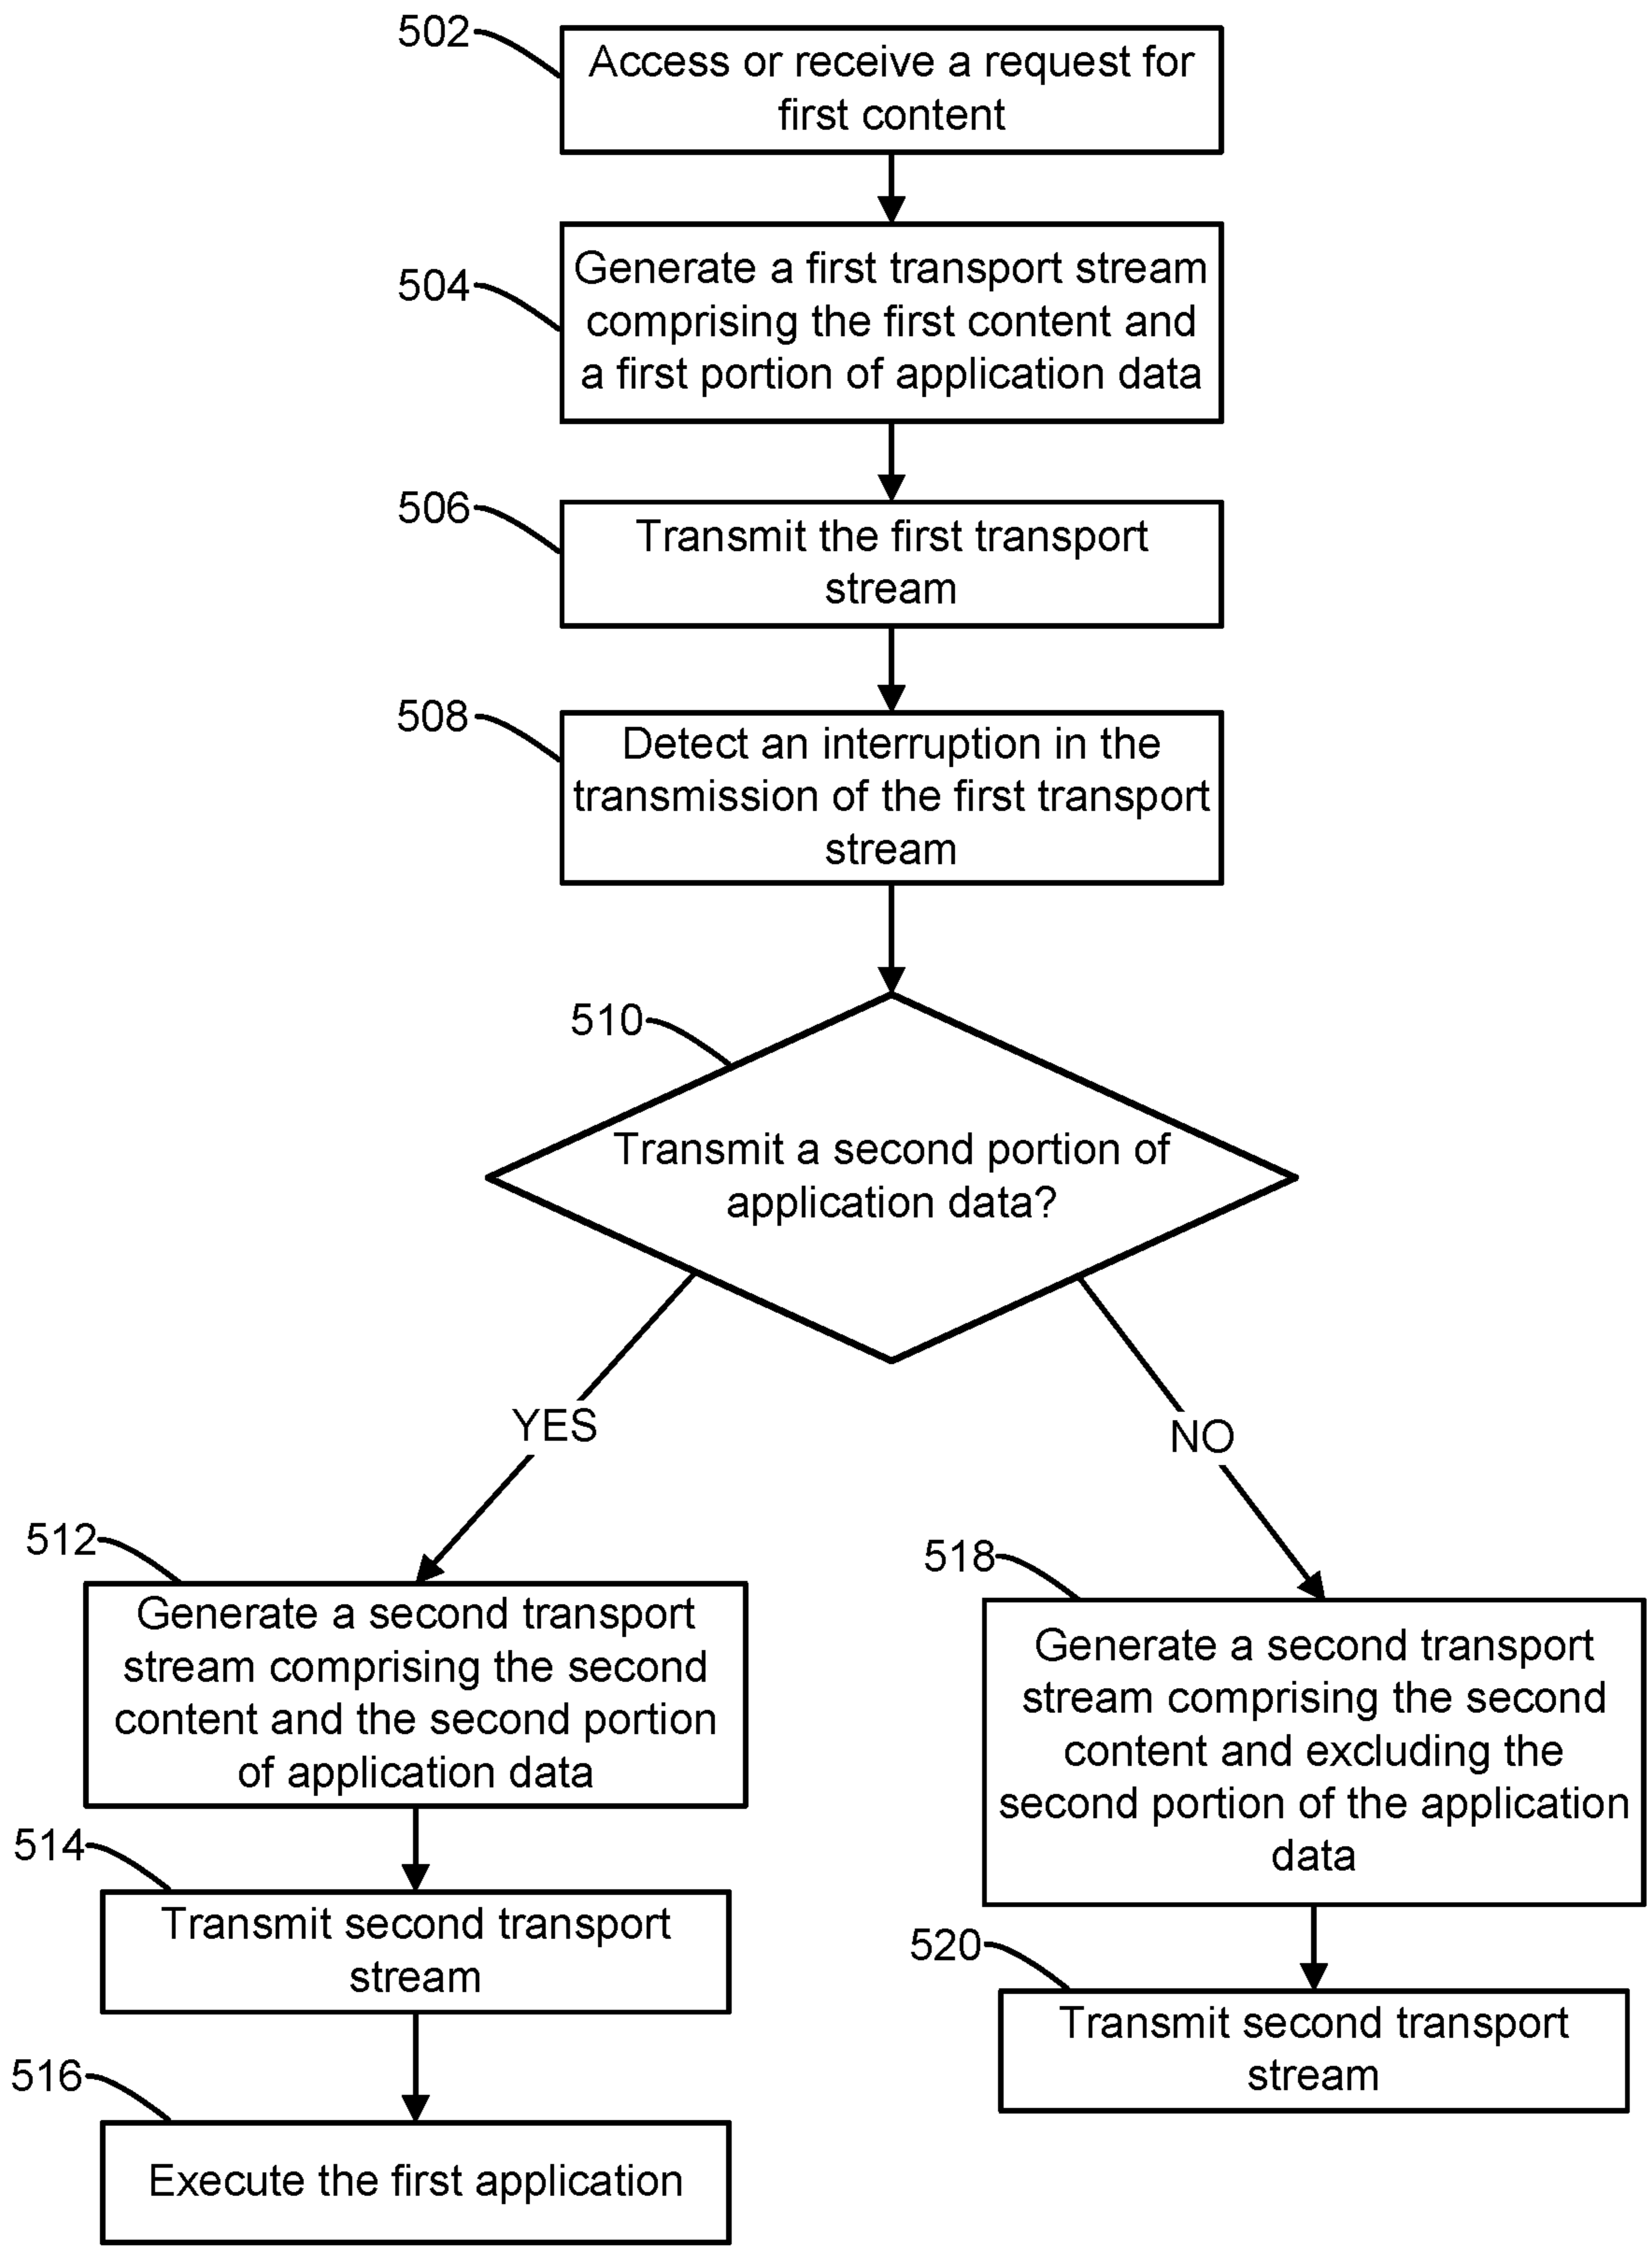 502
Access or receive a request for
first content
504
Generate a first transport stream
comprising the first content and
a first portion of application data
506
Transmit the first transport
stream
508
Detect an interruption in the
transmission of the first transport
stream
510
Transmit a second portion of
application data?
YES
NO
512
Generate a second transport
stream comprising the second
content and the second portion
of application data
514
Transmit second transport
stream
516
Execute the first application
518
Generate a second transport
stream comprising the second
content and excluding the
second portion of the application
data
520
Transmit second transport
stream